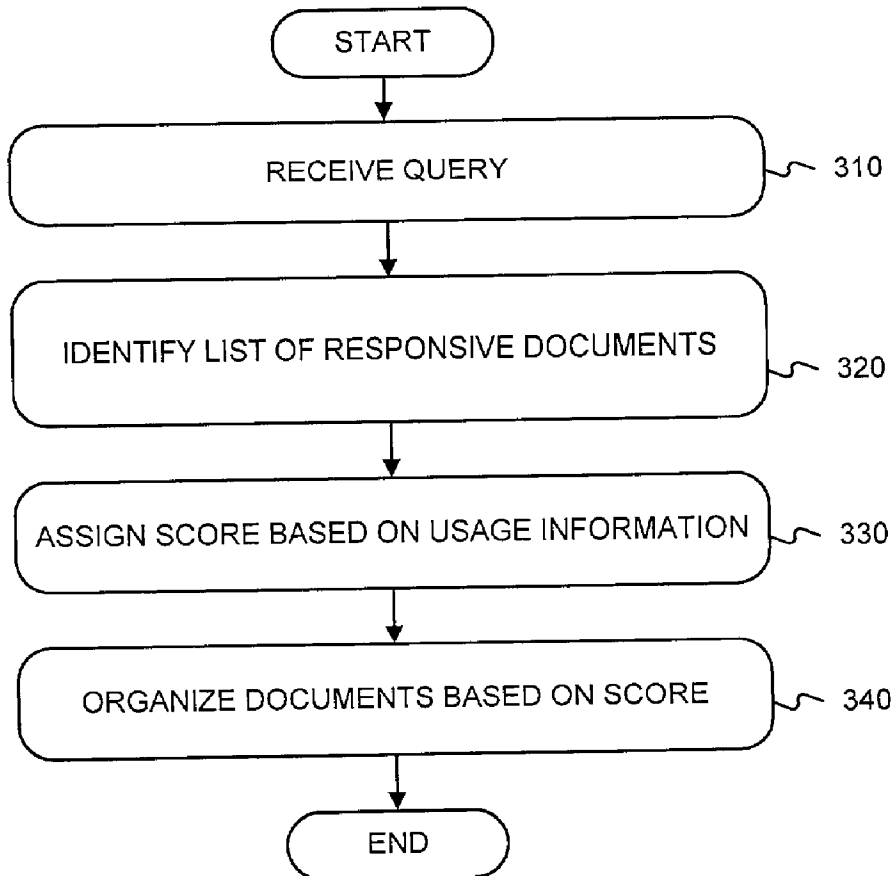 START
RECEIVE QUERY
310
IDENTIFY LIST OF RESPONSIVE DOCUMENTS
320
ASSIGN SCORE BASED ON USAGE INFORMATION
330
ORGANIZE DOCUMENTS BASED ON SCORE
340
END